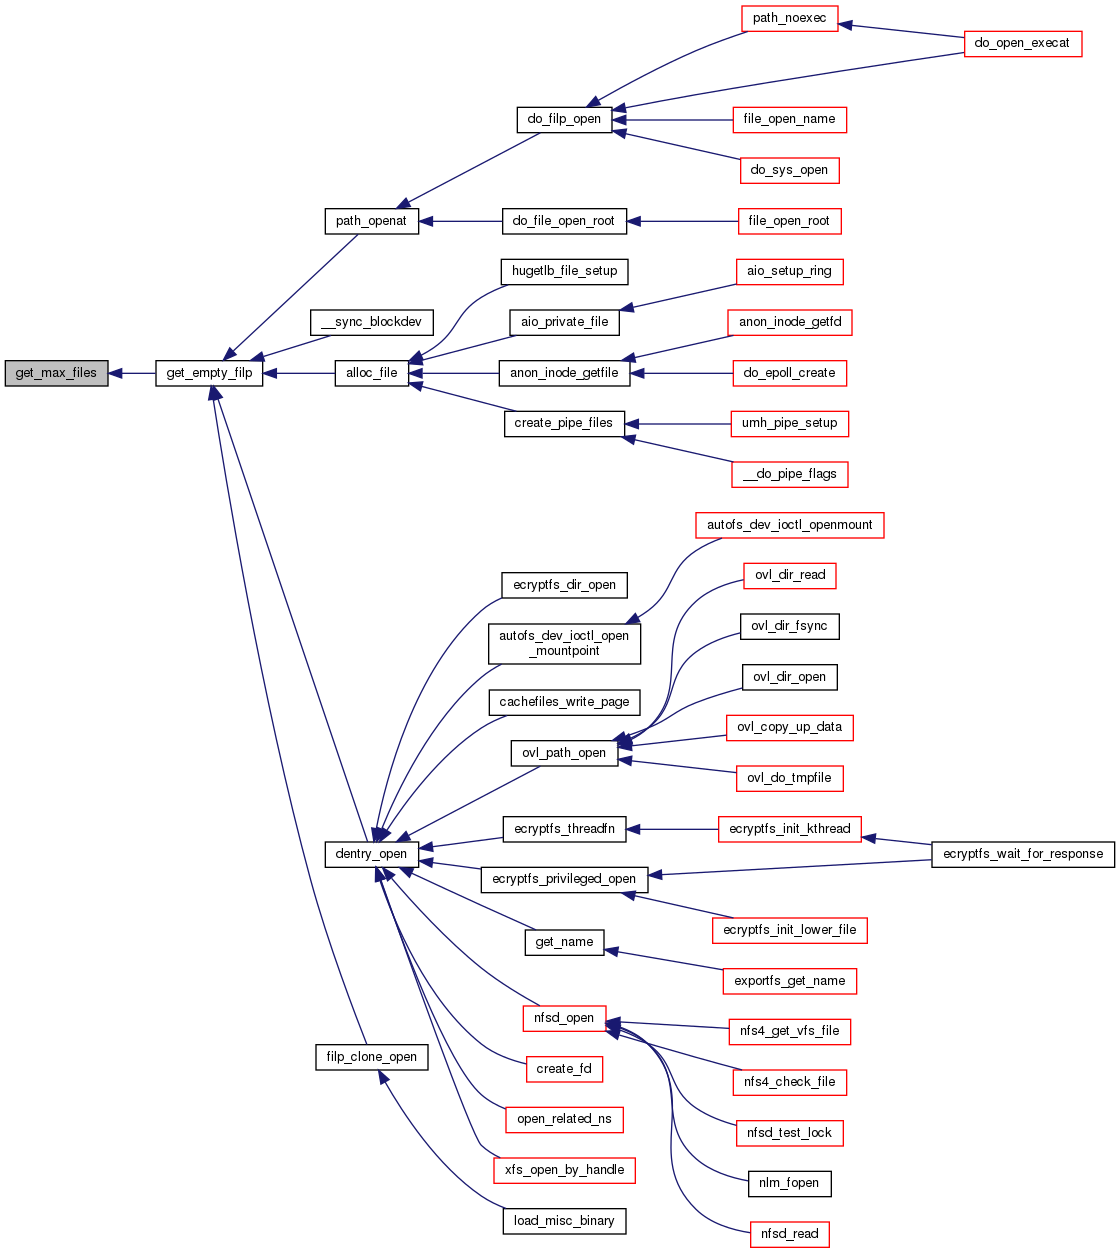 path_noexec
do_open_execat
do_filp_open
file_open_name
do_sys_open
path_openat
do_file_open_root
file_open_root
hugetlb_file_setup
aio_setup_ring
__sync_blockdev
aio_private_file
anon_inode_getfd
get_max_files
get_empty_filp
alloc_file
anon_inode_getfile
do_epoll_create
create_pipe_files
umh_pipe_setup
__do_pipe_flags
autofs_dev_ioctl_openmount
ecryptfs_dir_open
ovl_dir_read
autofs_dev_ioctl_open
_mountpoint
ovl_dir_fsync
ovl_dir_open
cachefiles_write_page
ovl_copy_up_data
ovl_path_open
ovl_do_tmpfile
ecryptfs_threadfn
ecryptfs_init_kthread
dentry_open
ecryptfs_wait_for_response
ecryptfs_privileged_open
ecryptfs_init_lower_file
get_name
exportfs_get_name
nfsd_open
nfs4_get_vfs_file
filp_clone_open
create_fd
nfs4_check_file
open_related_ns
nfsd_test_lock
xfs_open_by_handle
nlm_fopen
load_misc_binary
nfsd_read